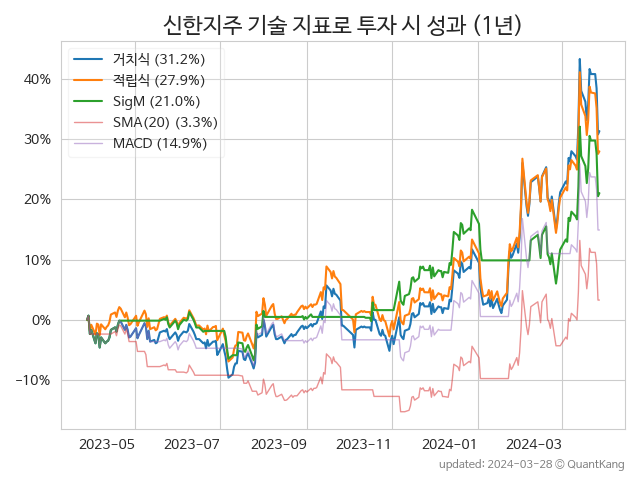 신한지주 기술 지표로 투자 시 성과 (1년)
거치식 (31.2%)
적립식 (27.9%)
SigM (21.0%)
SMA(20) (3.3%)
MACD (14.9%)
40%
30%
20%
10%
0%
−10%
2023-05 2023-07 2023-09 2023-11 2024-01 2024-03
updated: 2024-03-28 © QuantKang